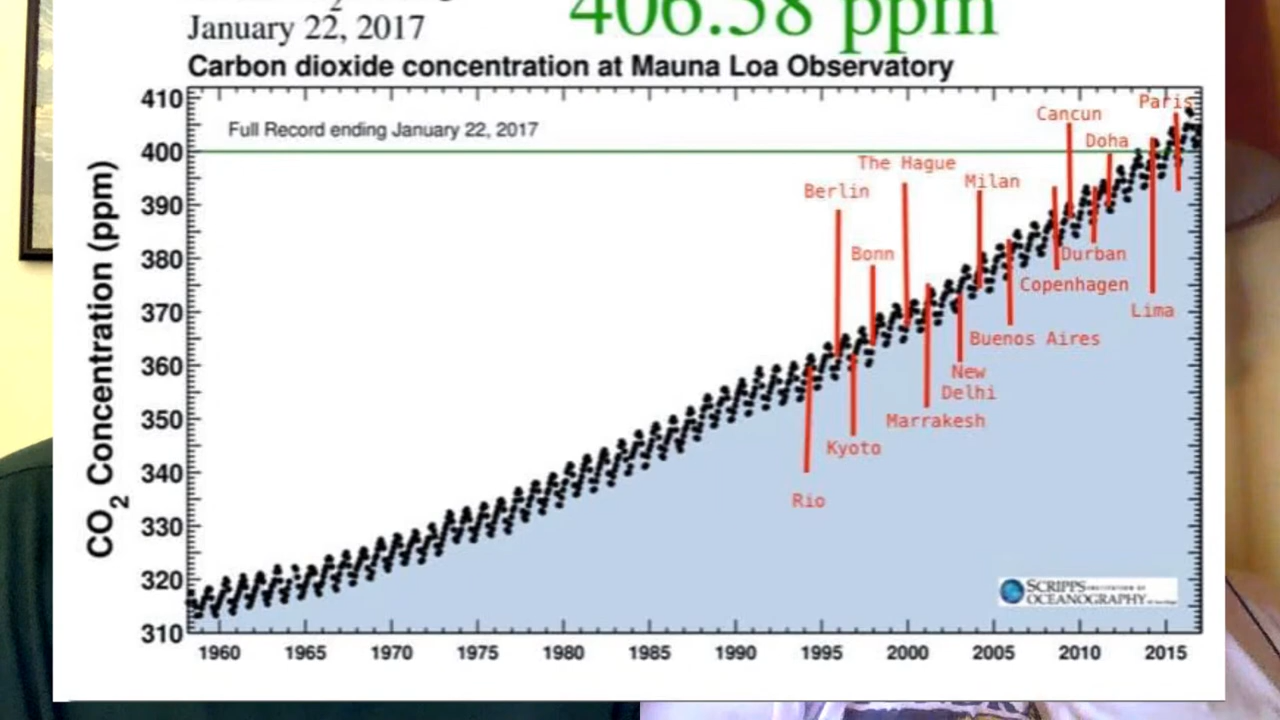 January 22, 2017
406.58 ppm
Carbon dioxide concentration at Mauna Loa Observatory
Full Record ending January 22, 2017
CO2 Concentration (ppm)
410
400
390
380
370
360
350
340
330
320
310
Paris
Cancun
Doha
The Hague
Milan
Berlin
Bonn
Durban
Copenhagen
Lima
Buenos Aires
New
Delhi
Marrakesh
Kyoto
Rio
SCRIPPS INSTITUTION OF
OCEANOGRAPHY
1960 1965 1970 1975 1980 1985 1990 1995 2000 2005 2010 2015